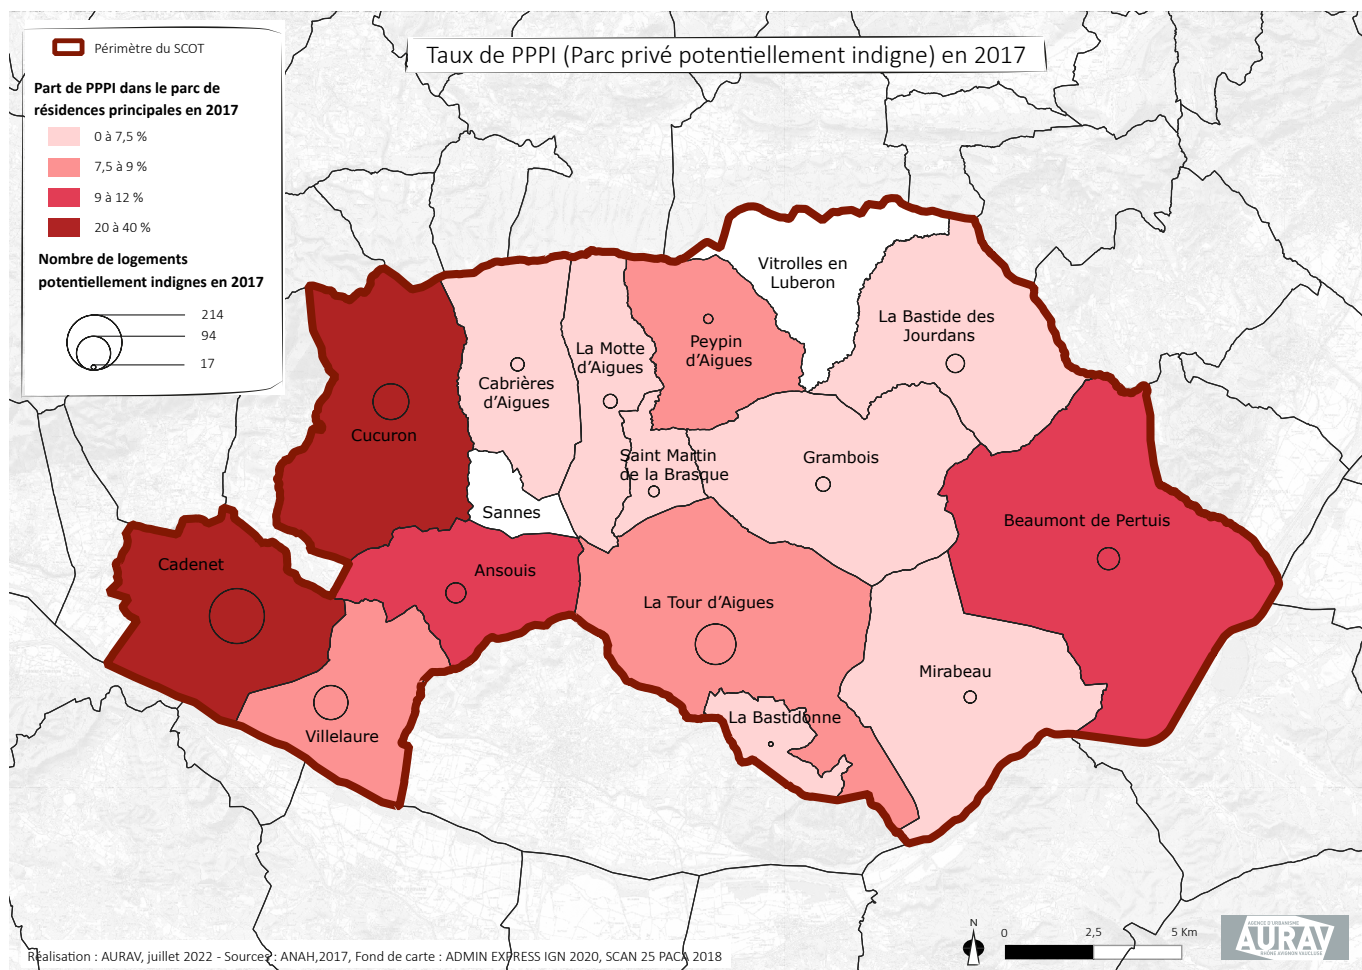 Taux de PPPI (Parc privé potentiellement indigne) en 2017
Périmètre du SCOT
Part de PPPI dans le parc de
résidences principales en 2017
0 à 7,5 %
7,5 à 9 %
9 à 12 %
20 à 40 %
Nombre de logements
potentiellement indignes en 2017
214
94
17
Vitrolles en
Luberon
La Bastide des
Jourdans
Peypin
d'Aigues
La Motte
d'Aigues
Cabrières
d'Aigues
Cucuron
Saint Martin
de la Brasque
Grambois
Sannes
Beaumont de Pertuis
Cadenet
Ansouis
La Tour d'Aigues
Mirabeau
La Bastidonne
Villelaure
N
0
2,5
5 Km
AGENCE D'URBANISME
AURAV
RHÔNE AVIGNON VAUCLUSE
Réalisation : AURAV, juillet 2022 - Sources : ANAH,2017, Fond de carte : ADMIN EXPRESS IGN 2020, SCAN 25 PACA 2018